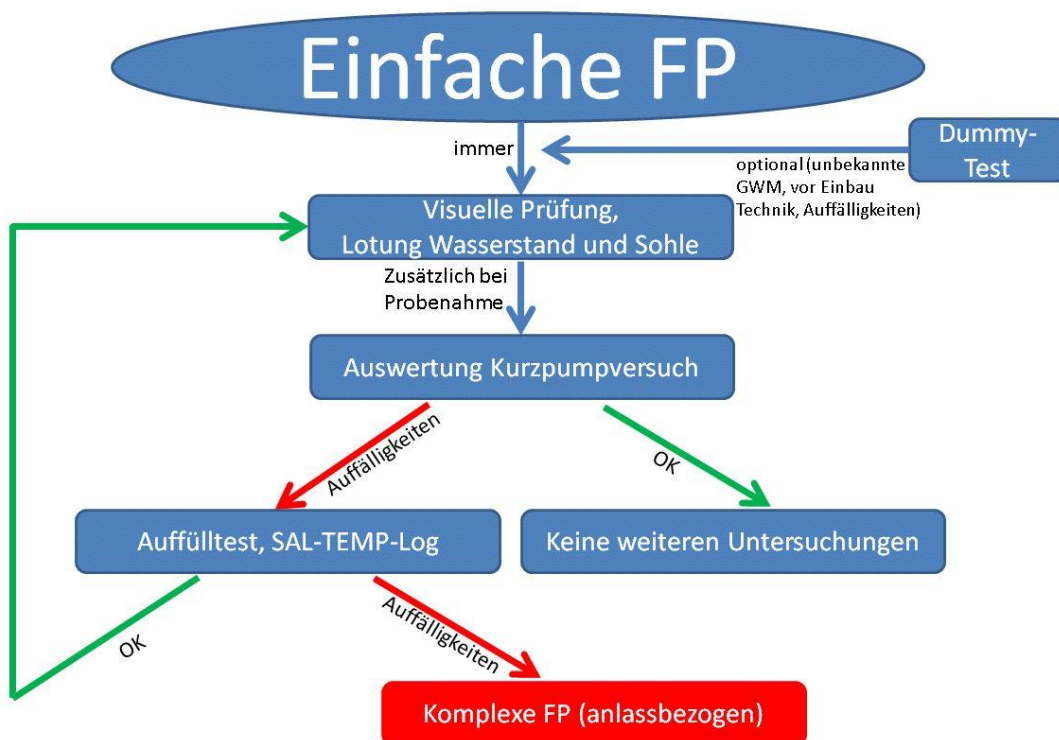 Einfache FP
immer
Dummy-
Test
optional (unbekannte
GWM, vor Einbau
Technik, Auffälligkeiten)
Visuelle Prüfung,
Lotung Wasserstand und Sohle
Zusätzlich bei
Probenahme
Auswertung Kurzpumpversuch
Auffälligkeiten
OK
Auffülltest, SAL-TEMP-Log
Keine weiteren Untersuchungen
OK
Auffälligkeiten
Komplexe FP (anlassbezogen)